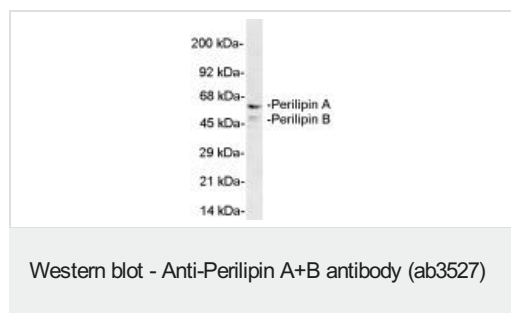 200 kDa-
92 kDa-
68 kDa-
-Perilipin A
-Perilipin B
45 kDa-
29 kDa-
21 kDa-
14 kDa-
Western blot - Anti-Perilipin A+B antibody (ab3527)